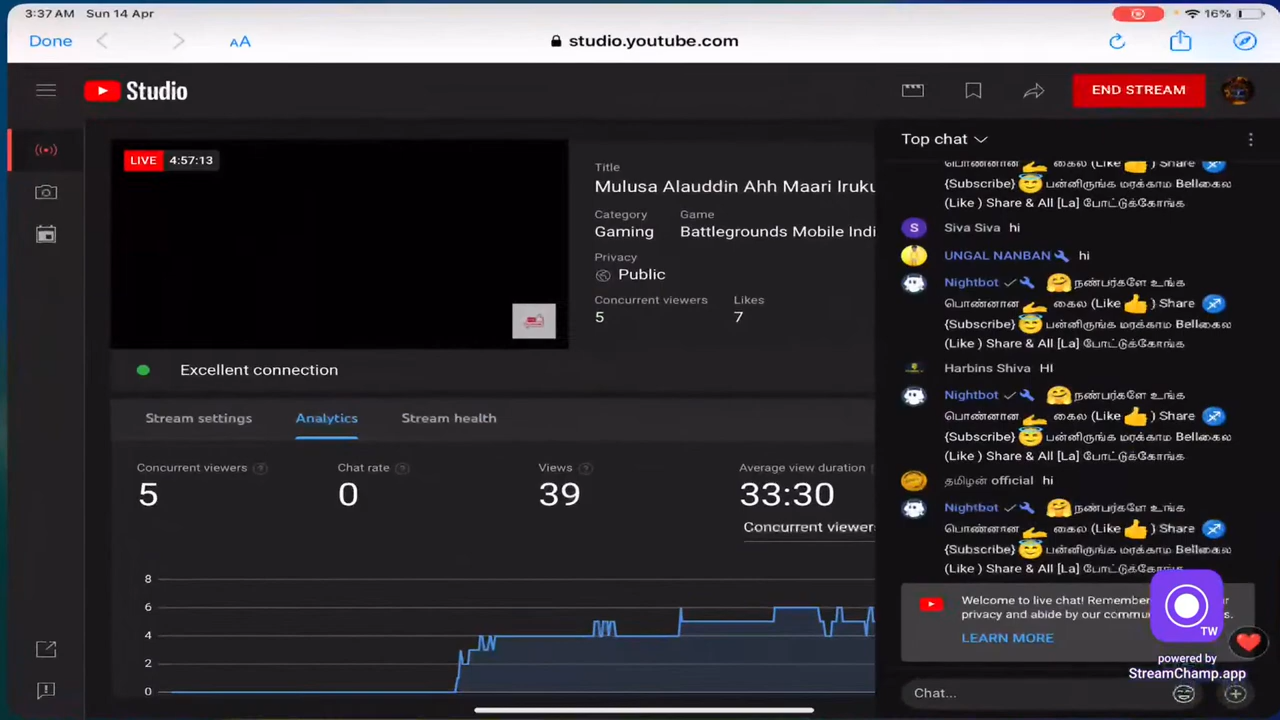 3:37 AM Sun 14 Apr
16%
Done
AA
studio.youtube.com
Studio
END STREAM
LIVE 4:57:13
Title
Mulusa Alauddin Ahh Maari Iruku
Category Game
Gaming Battlegrounds Mobile Indi
Privacy
Public
Concurrent viewers Likes
5 7
Excellent connection
Stream settings Analytics Stream health
Concurrent viewers ? Chat rate ? Views ? Average view duration
5 0 39 33:30
Concurrent viewers
8
6
4
2
0
Top chat
பொண்ணான கைல (Like Share
{Subscribe} பன்னிருங்க மரக்காம Bellகைல
(Like ) Share & All [La] போட்டுக்கோங்க
S Siva Siva hi
UNGAL NANBAN hi
Nightbot நண்பர்களே உங்க
பொண்ணான கைல (Like Share
{Subscribe} பன்னிருங்க மரக்காம Bellகைல
(Like ) Share & All [La] போட்டுக்கோங்க
Harbins Shiva HI
Nightbot நண்பர்களே உங்க
பொண்ணான கைல (Like Share
{Subscribe} பன்னிருங்க மரக்காம Bellகைல
(Like ) Share & All [La] போட்டுக்கோங்க
தமிழன் official hi
Nightbot நண்பர்களே உங்க
பொண்ணான கைல (Like Share
{Subscribe} பன்னிருங்க மரக்காம Bellகைல
(Like ) Share & All [La] போட்டுக்கோங்க
Welcome to live chat! Remember
privacy and abide by our commu
LEARN MORE
TW
powered by
StreamChamp.app
Chat...